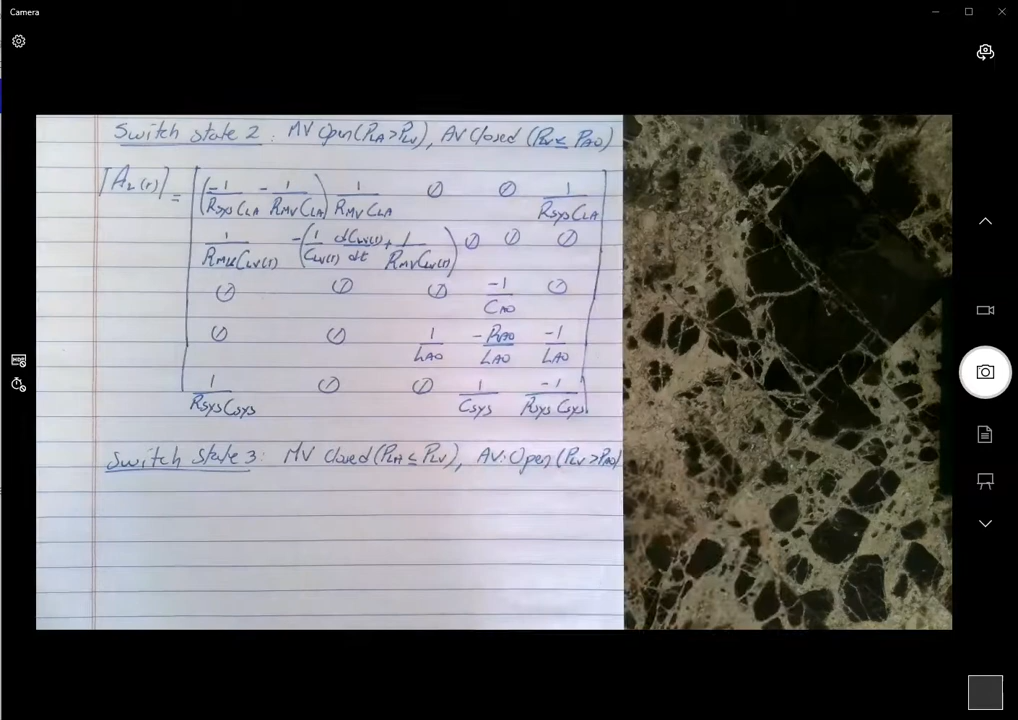 Camera
Switch state 2: MV Open (PLA > PLV), AV Closed (PLV ≤ PAO)
[A2(t)] = [ (-1/(RSYS CLA) - 1/(RMV CLA)) 1/(RMV CLA) 0 0 1/(RSYS CLA)
1/(RMV CLV(t)) -(1/CLV(t) dCLV(t)/dt + 1/(RMV CLV(t))) 0 0 0
0 0 0 -1/CAO 0
0 0 1/LAO -RAO/LAO -1/LAO
1/(RSYS CSYS) 0 0 1/CSYS -1/(RSYS CSYS) ]
Switch state 3: MV Closed (PLA ≤ PLV), AV: Open (PLV > PAO)